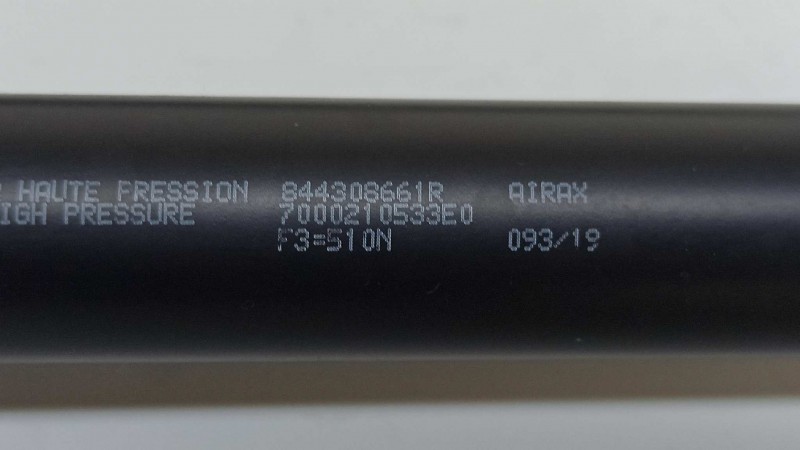 HAUTE PRESSION 844308661R AIRAX
IGH PRESSURE 7000210533E0
F3=510N 093/19